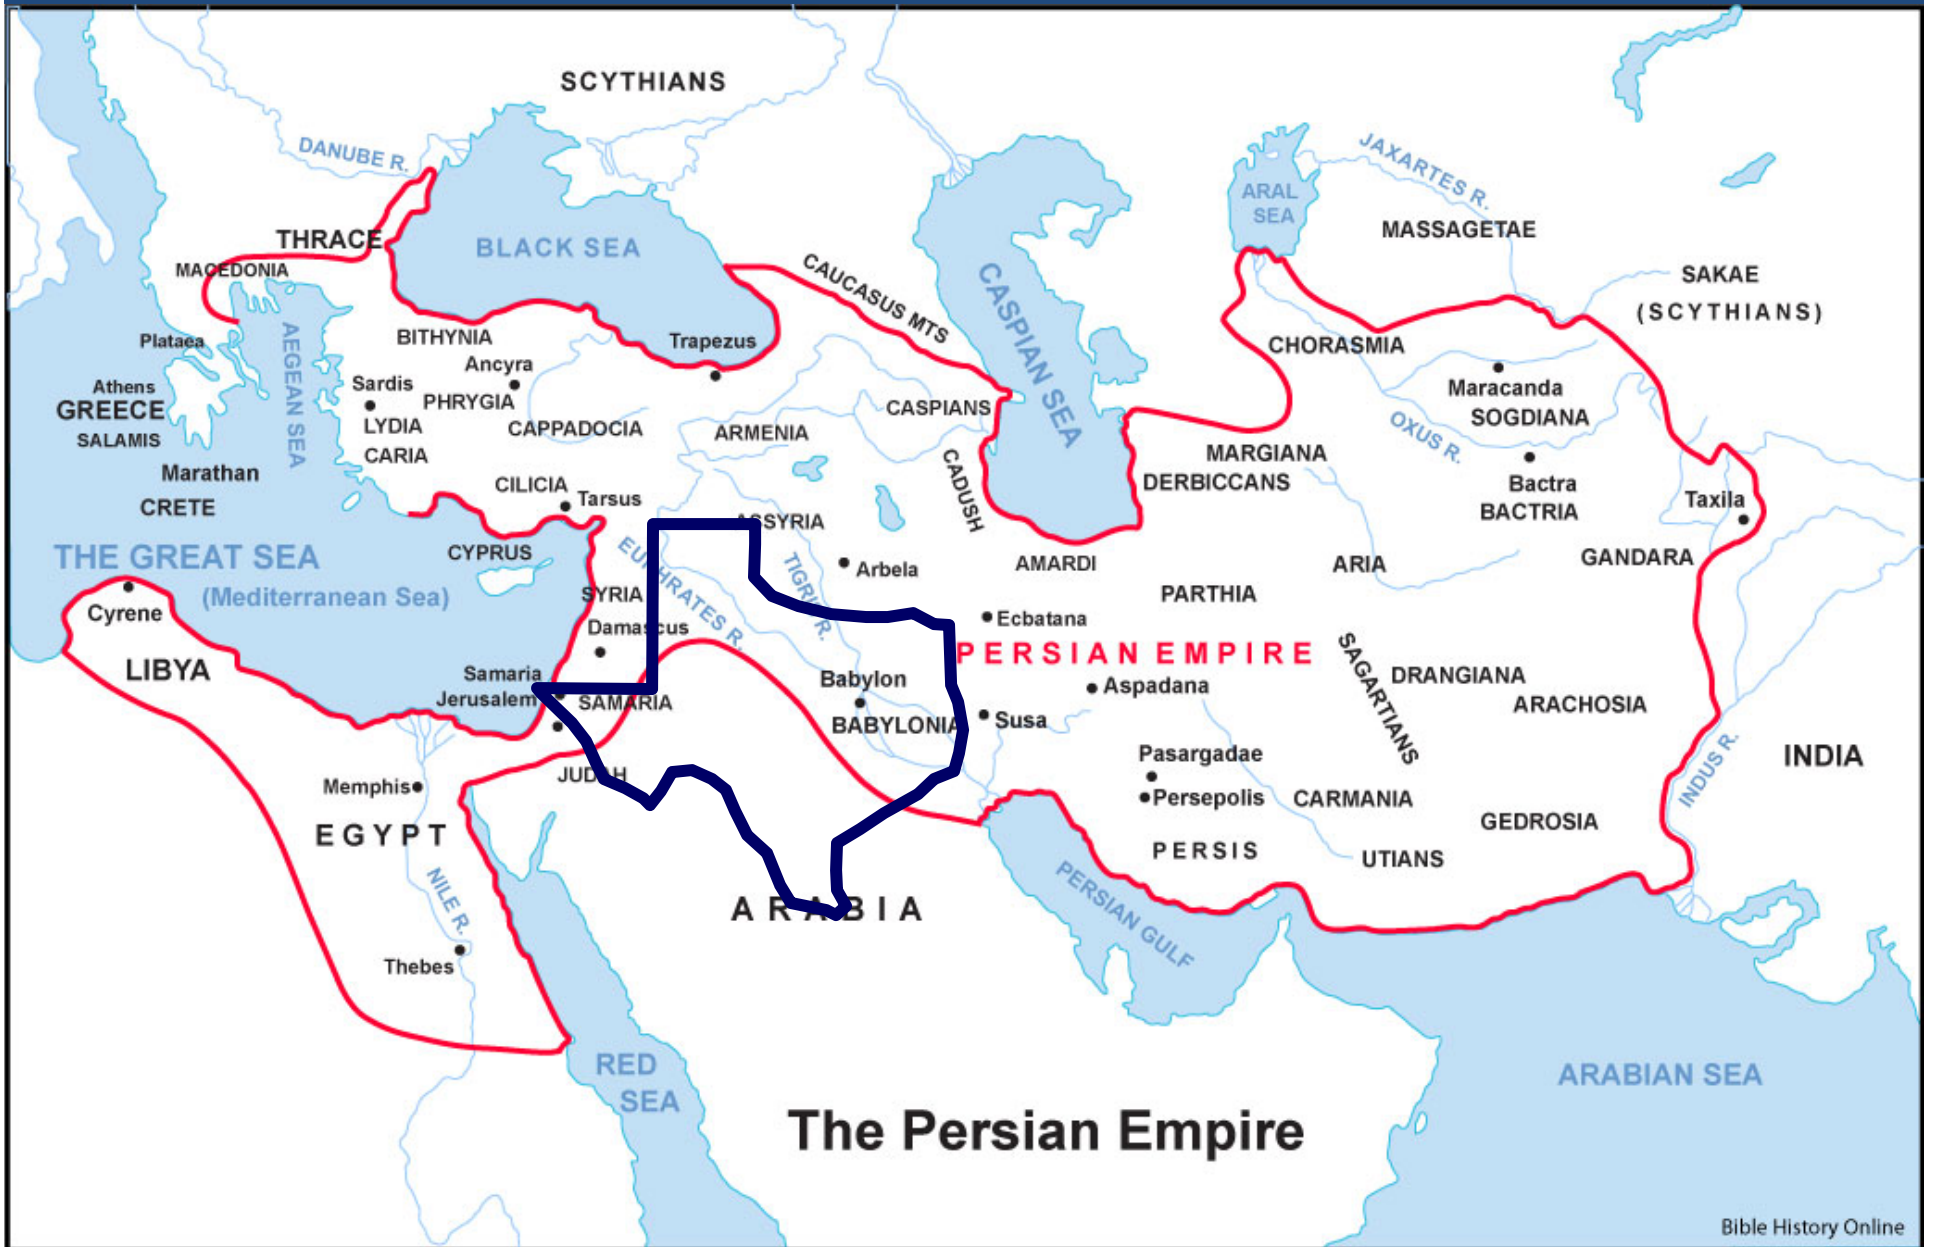 SCYTHIANS
DANUBE R.
JAXARTES R.
ARAL
SEA
MASSAGETAE
THRACE
BLACK SEA
MACEDONIA
CAUCASUS MTS
CASPIAN SEA
SAKAE
(SCYTHIANS)
Plataea
AEGEAN SEA
BITHYNIA
Trapezus
CHORASMIA
Ancyra
Athens
Sardis
Maracanda
GREECE
PHRYGIA
CASPIANS
SOGDIANA
SALAMIS
LYDIA
CAPPADOCIA
ARMENIA
OXUS R.
CARIA
MARGIANA
Marathan
CILICIA
CADUSH
DERBICCANS
Bactra
Tarsus
Taxila
CRETE
ASSYRIA
BACTRIA
THE GREAT SEA
CYPRUS
EUPHRATES R.
TIGRIS R.
Arbela
AMARDI
ARIA
GANDARA
(Mediterranean Sea)
SYRIA
PARTHIA
Cyrene
Damascus
Ecbatana
PERSIAN EMPIRE
SAGARTIANS
LIBYA
Samaria
Babylon
Aspadana
DRANGIANA
Jerusalem
SAMARIA
ARACHOSIA
BABYLONIA
Susa
Pasargadae
INDUS R.
INDIA
JUDAH
Memphis
Persepolis
CARMANIA
EGYPT
GEDROSIA
PERSIS
UTIANS
NILE R.
ARABIA
PERSIAN GULF
Thebes
RED
SEA
ARABIAN SEA
The Persian Empire
Bible History Online